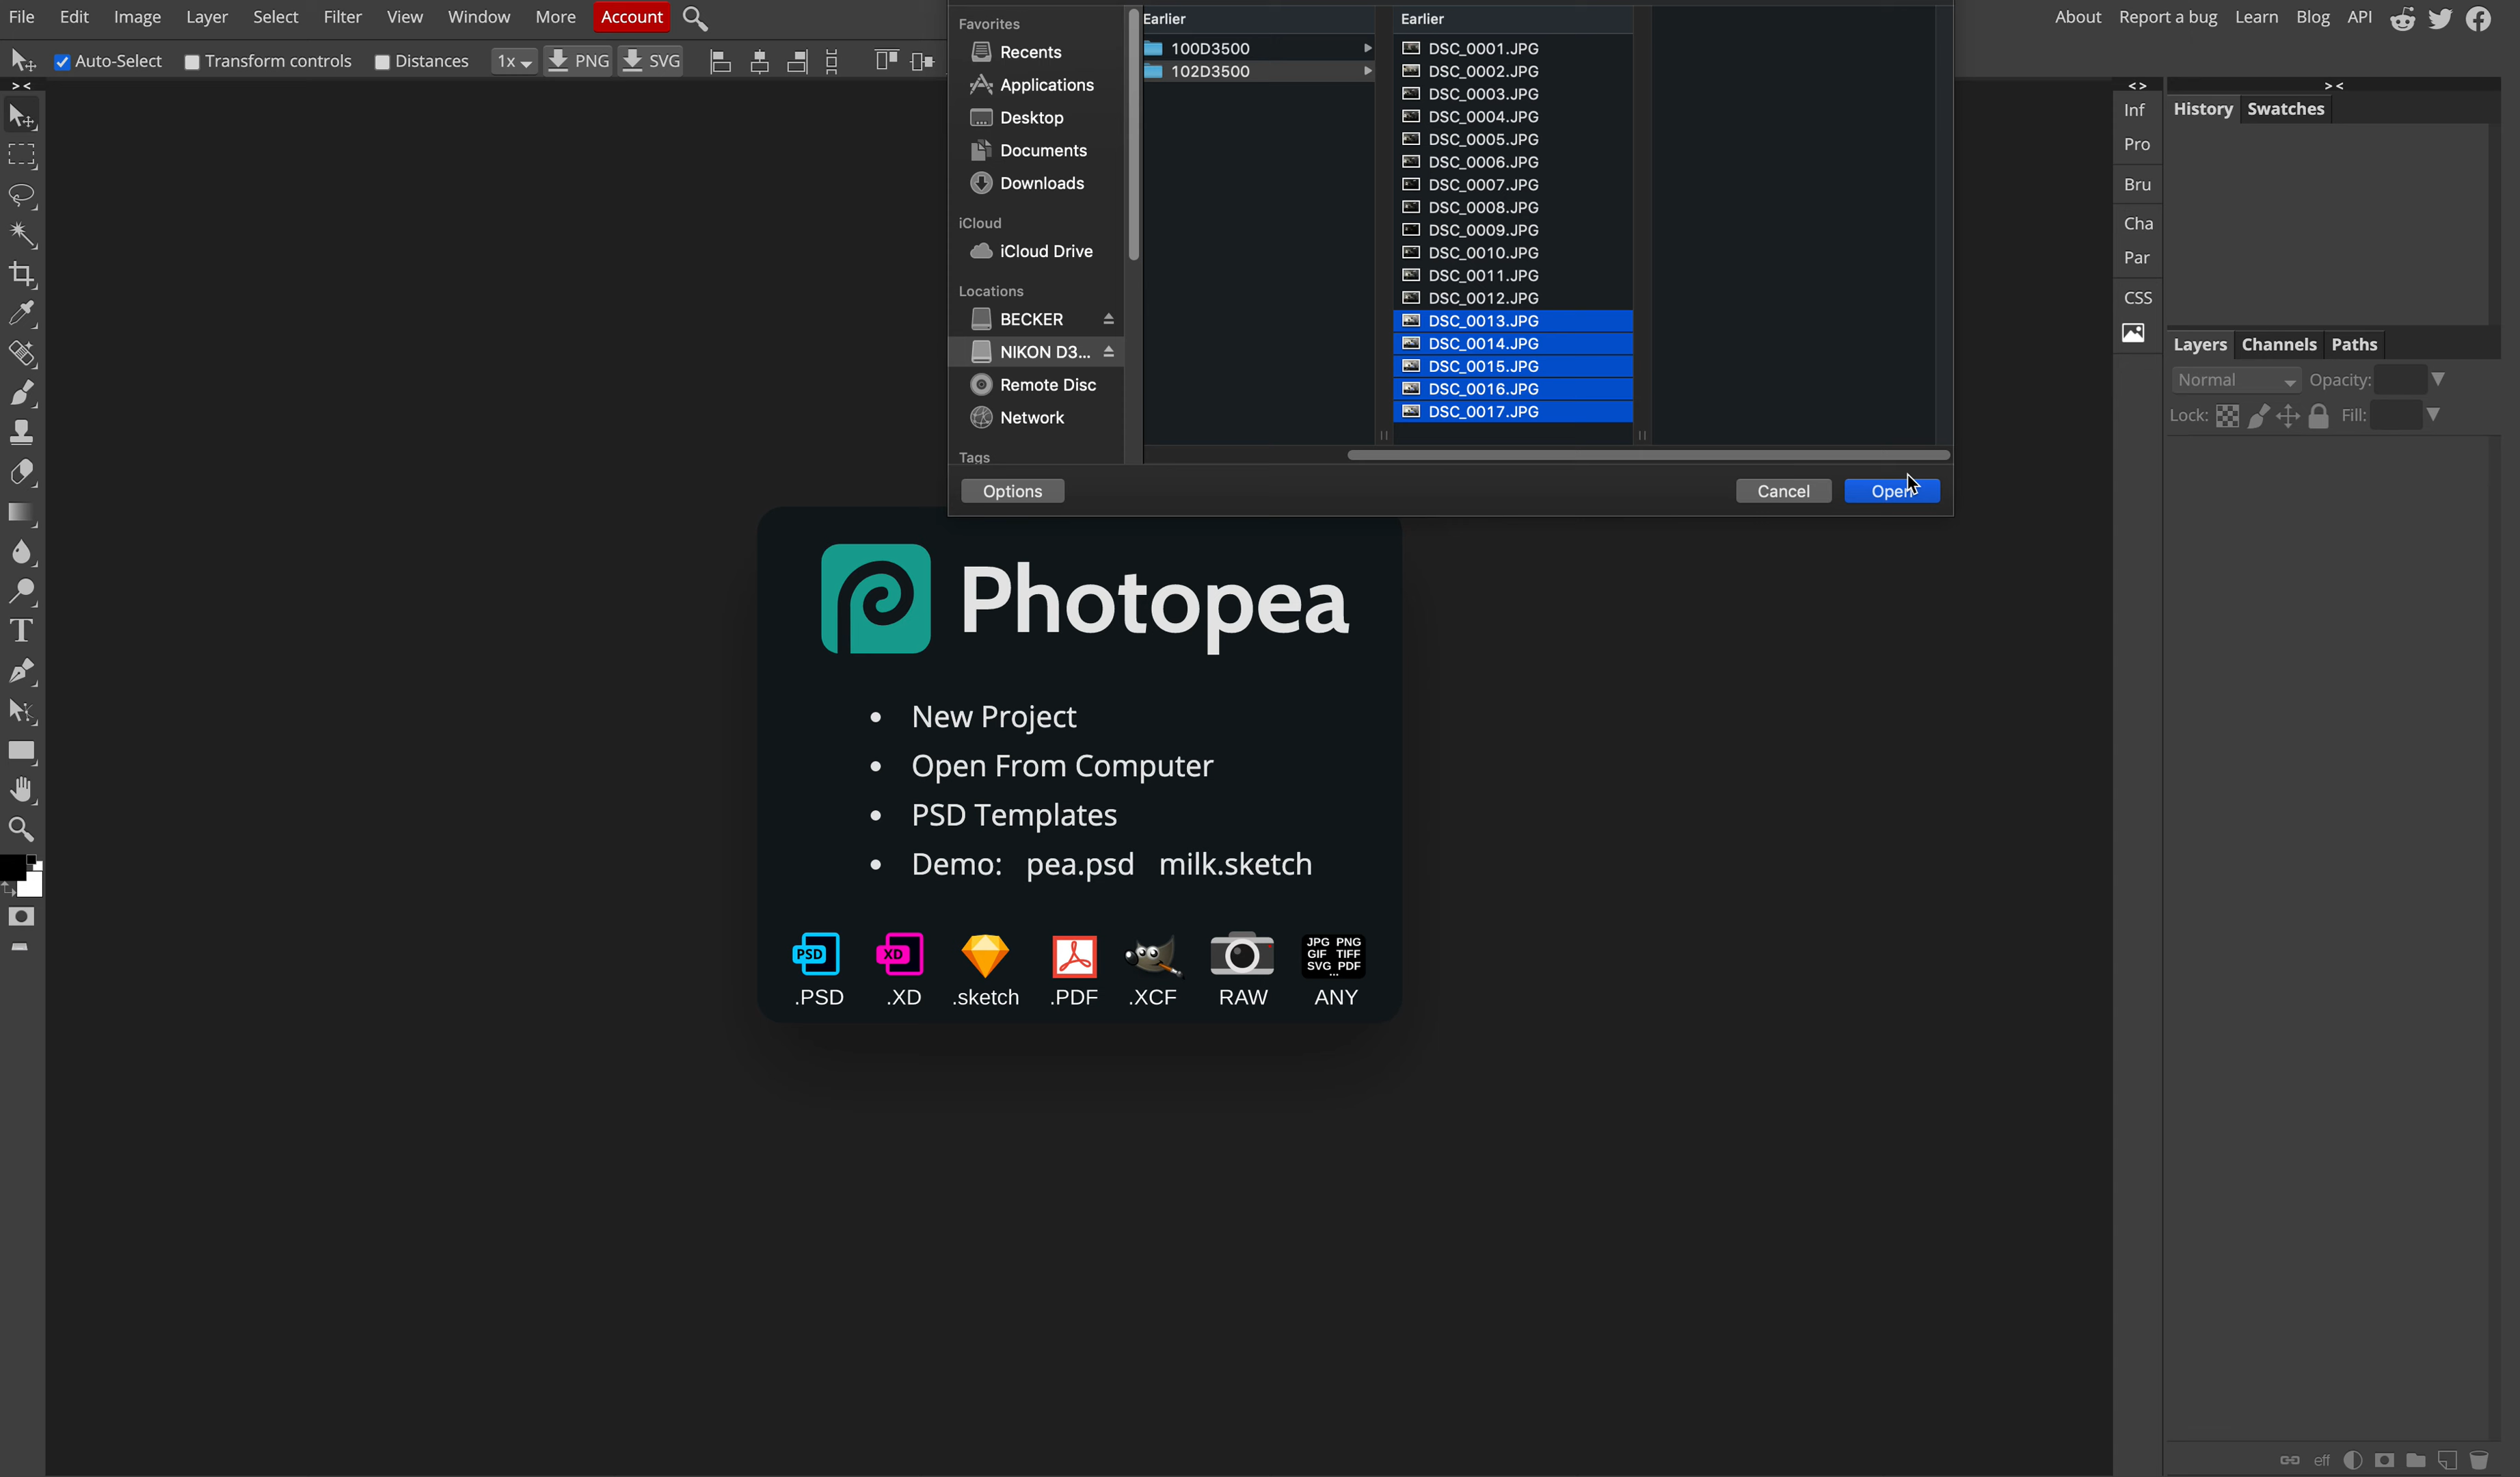 File Edit Image Layer Select Filter View Window More Account
About Report a bug Learn Blog API
Auto-Select Transform controls Distances 1x PNG SVG
Favorites
Recents
Applications
Desktop
Documents
Downloads
iCloud
iCloud Drive
Locations
BECKER
NIKON D3...
Remote Disc
Network
Tags
Earlier
100D3500
102D3500
Earlier
DSC_0001.JPG
DSC_0002.JPG
DSC_0003.JPG
DSC_0004.JPG
DSC_0005.JPG
DSC_0006.JPG
DSC_0007.JPG
DSC_0008.JPG
DSC_0009.JPG
DSC_0010.JPG
DSC_0011.JPG
DSC_0012.JPG
DSC_0013.JPG
DSC_0014.JPG
DSC_0015.JPG
DSC_0016.JPG
DSC_0017.JPG
Options Cancel Open
Photopea
• New Project
• Open From Computer
• PSD Templates
• Demo: pea.psd milk.sketch
PSD XD
JPG PNG
GIF TIFF
SVG PDF
...
.PSD .XD .sketch .PDF .XCF RAW ANY
> <
< >
> <
Inf
Pro
Bru
Cha
Par
CSS
History Swatches
Layers Channels Paths
Normal Opacity:
Lock: Fill:
eff